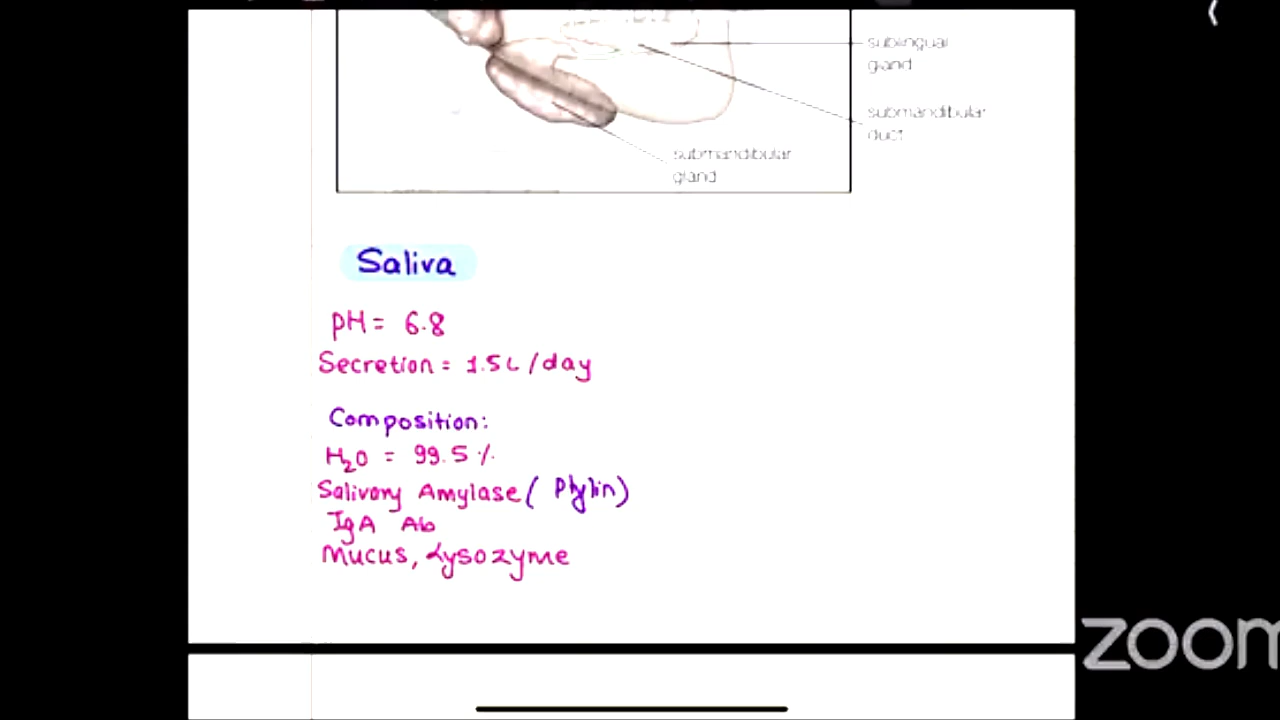 sublingual
gland
submandibular
duct
submandibular
gland
Saliva
pH = 6.8
Secretion = 1.5L/day
Composition:
H₂O = 99.5 %
Salivary Amylase ( Ptylin)
IgA Ab
Mucus, Lysozyme
zoom